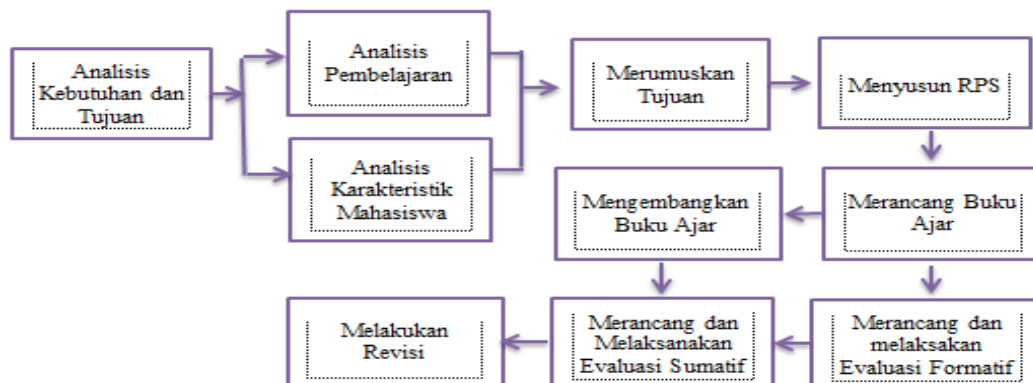 Analisis
Kebutuhan dan
Tujuan
Analisis
Pembelajaran
Analisis
Karakteristik
Mahasiswa
Merumuskan
Tujuan
Menyusun RPS
Merancang Buku
Ajar
Mengembangkan
Buku Ajar
Merancang dan
melaksakan
Evaluasi Formatif
Merancang dan
Melaksanakan
Evaluasi Sumatif
Melakukan
Revisi